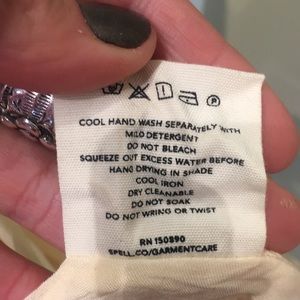 COOL HAND WASH SEPARATELY WITH
MILD DETERGENT
DO NOT BLEACH
SQUEEZE OUT EXCESS WATER BEFORE
HANG DRYING IN SHADE
COOL IRON
DRY CLEANABLE
DO NOT SOAK
DO NOT WRING OR TWIST
RN 150890
SPELL.CO/GARMENTCARE